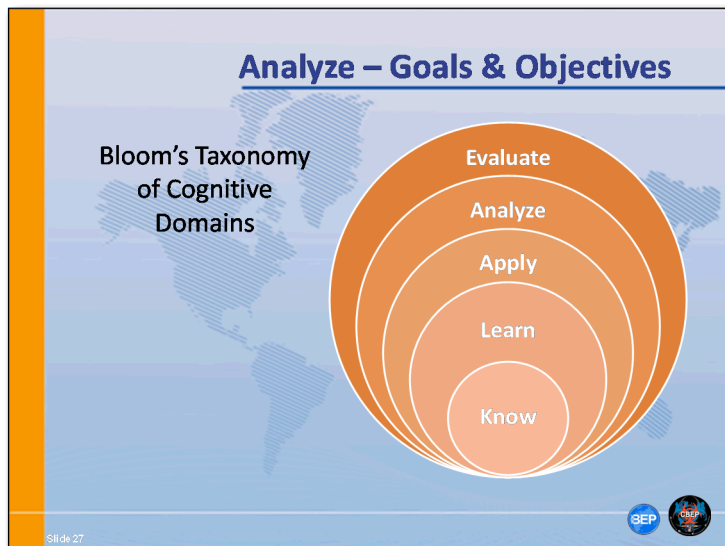 Analyze – Goals & Objectives
Bloom's Taxonomy
of Cognitive
Domains
Evaluate
Analyze
Apply
Learn
Know
BEP
CBEP
Slide 27